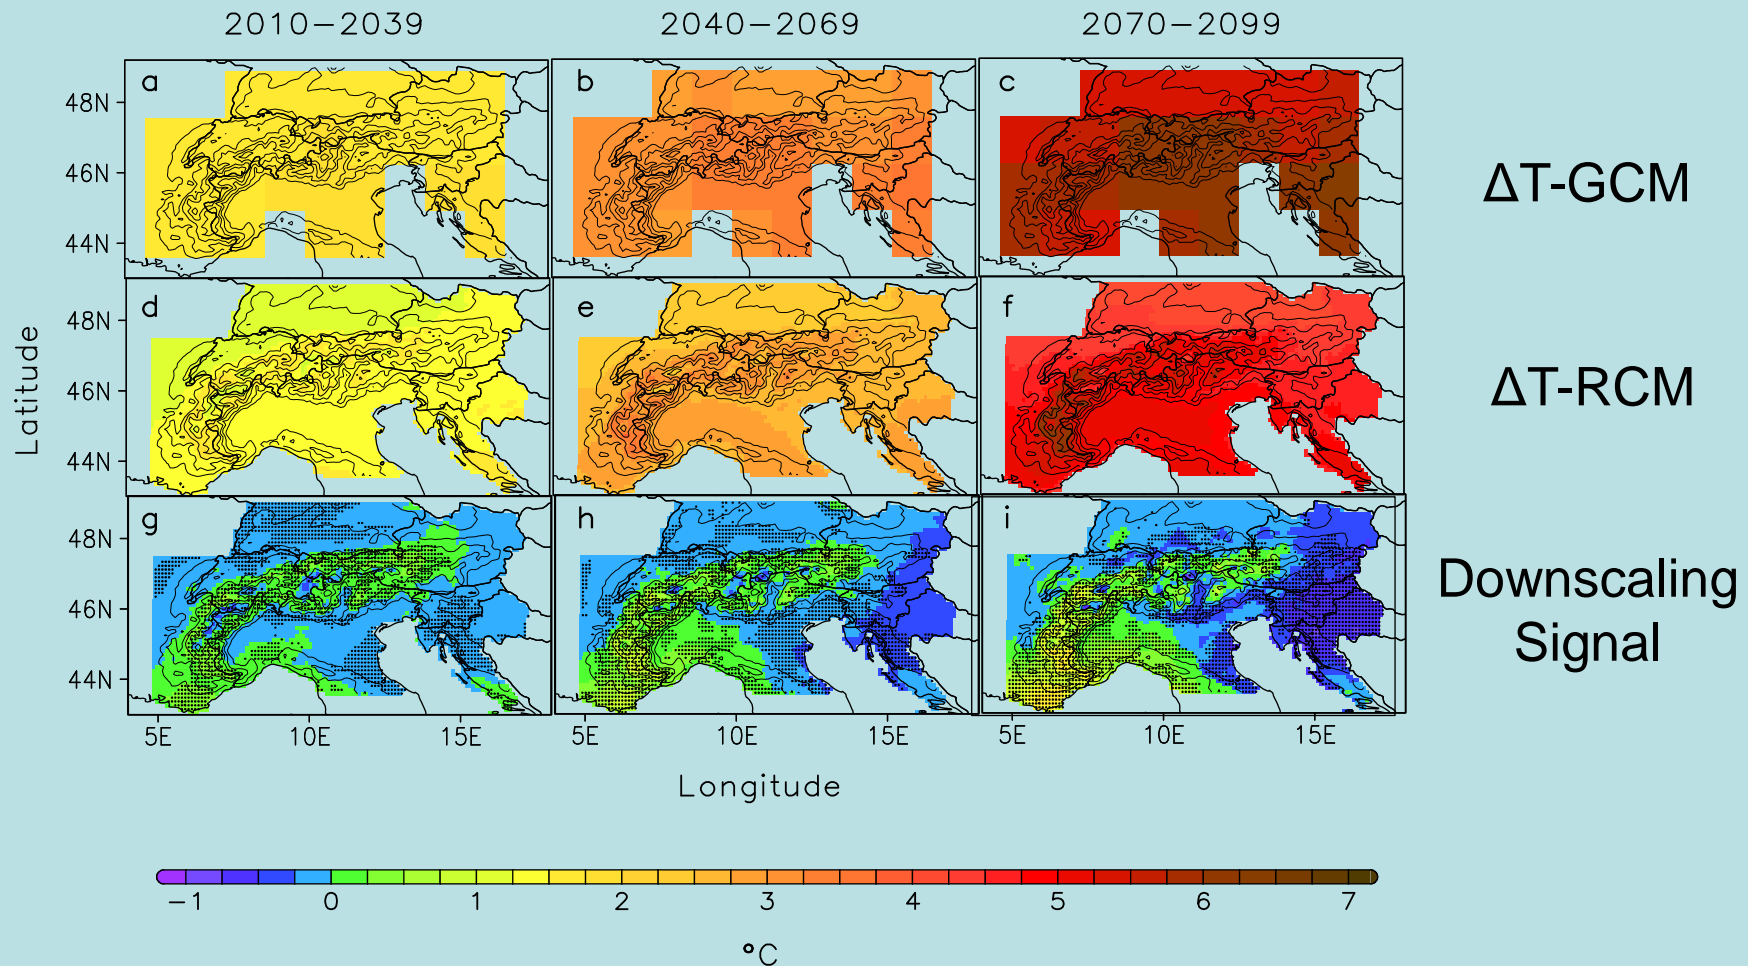 2010−2039 2040−2069 2070−2099
a b c
48N
46N
44N
ΔT-GCM
d e f
48N
46N
44N
ΔT-RCM
Latitude
g h i
48N
46N
44N
Downscaling
Signal
5E 10E 15E 5E 10E 15E 5E 10E 15E
Longitude
−1 0 1 2 3 4 5 6 7
°C